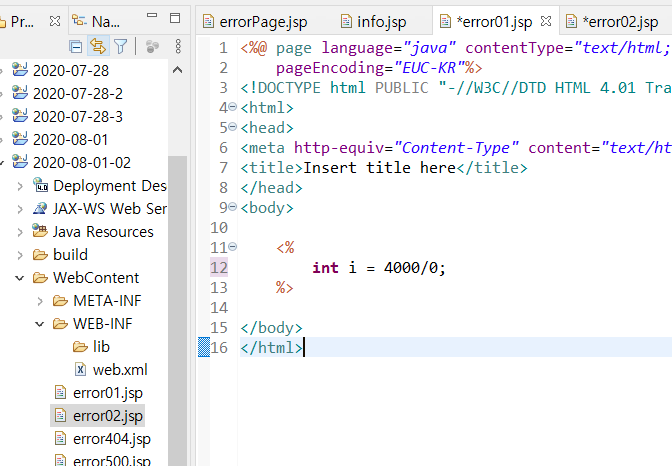 Pr...
Na...
2020-07-28
2020-07-28-2
2020-07-28-3
2020-08-01
2020-08-01-02
Deployment Des
JAX-WS Web Ser
Java Resources
build
WebContent
META-INF
WEB-INF
lib
web.xml
error01.jsp
error02.jsp
error404.jsp
error500.jsp
errorPage.jsp
info.jsp
*error01.jsp
*error02.jsp
1 <%@ page language="java" contentType="text/html;
2 pageEncoding="EUC-KR"%>
3 <!DOCTYPE html PUBLIC "-//W3C//DTD HTML 4.01 Tra
4 <html>
5 <head>
6 <meta http-equiv="Content-Type" content="text/ht
7 <title>Insert title here</title>
8 </head>
9 <body>
10
11 <%
12 int i = 4000/0;
13 %>
14
15 </body>
16 </html>